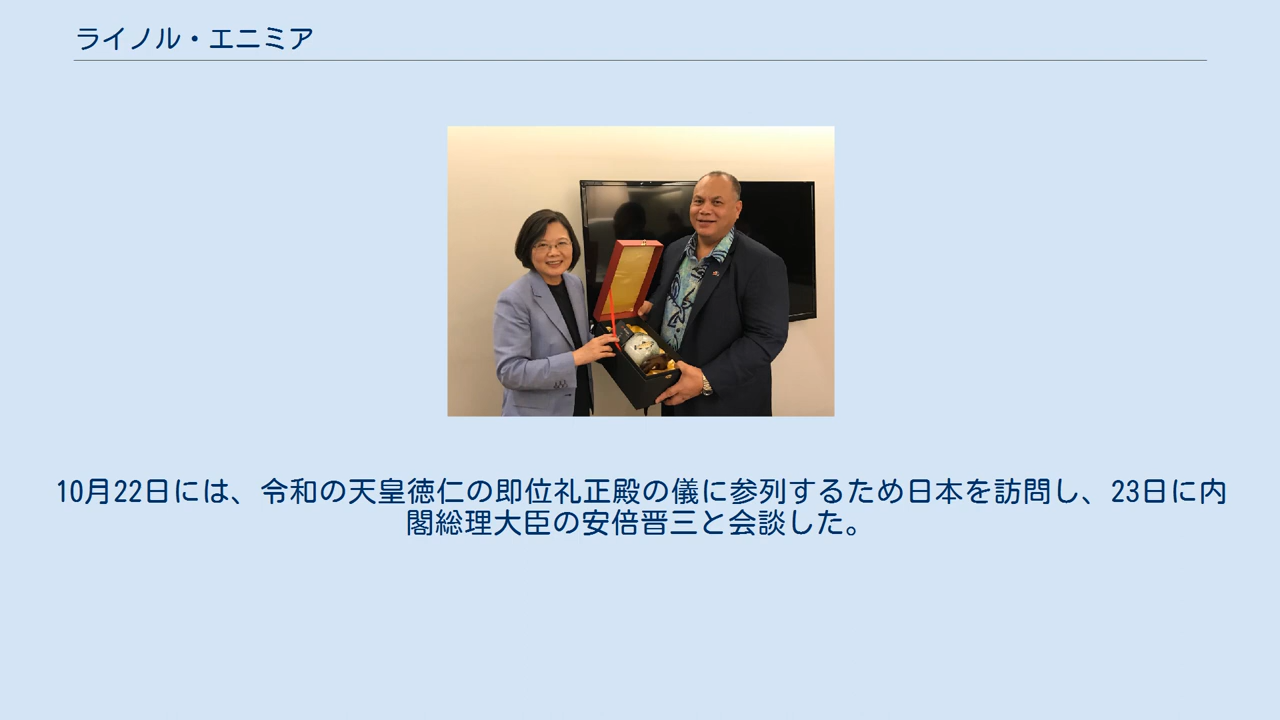 ライノル・エニミア
10月22日には、令和の天皇徳仁の即位礼正殿の儀に参列するため日本を訪問し、23日に内
閣総理大臣の安倍晋三と会談した。